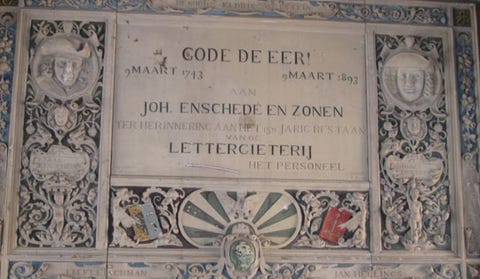 GODE DE EER!
9 MAART 1743 9 MAART 1893
AAN
JOH. ENSCHEDÉ EN ZONEN
TER HERINNERING AAN HET 150 JARIG BESTAAN
VAN DE
LETTERGIETERIJ
HET PERSONEEL
J.M. FLEISCHMAN